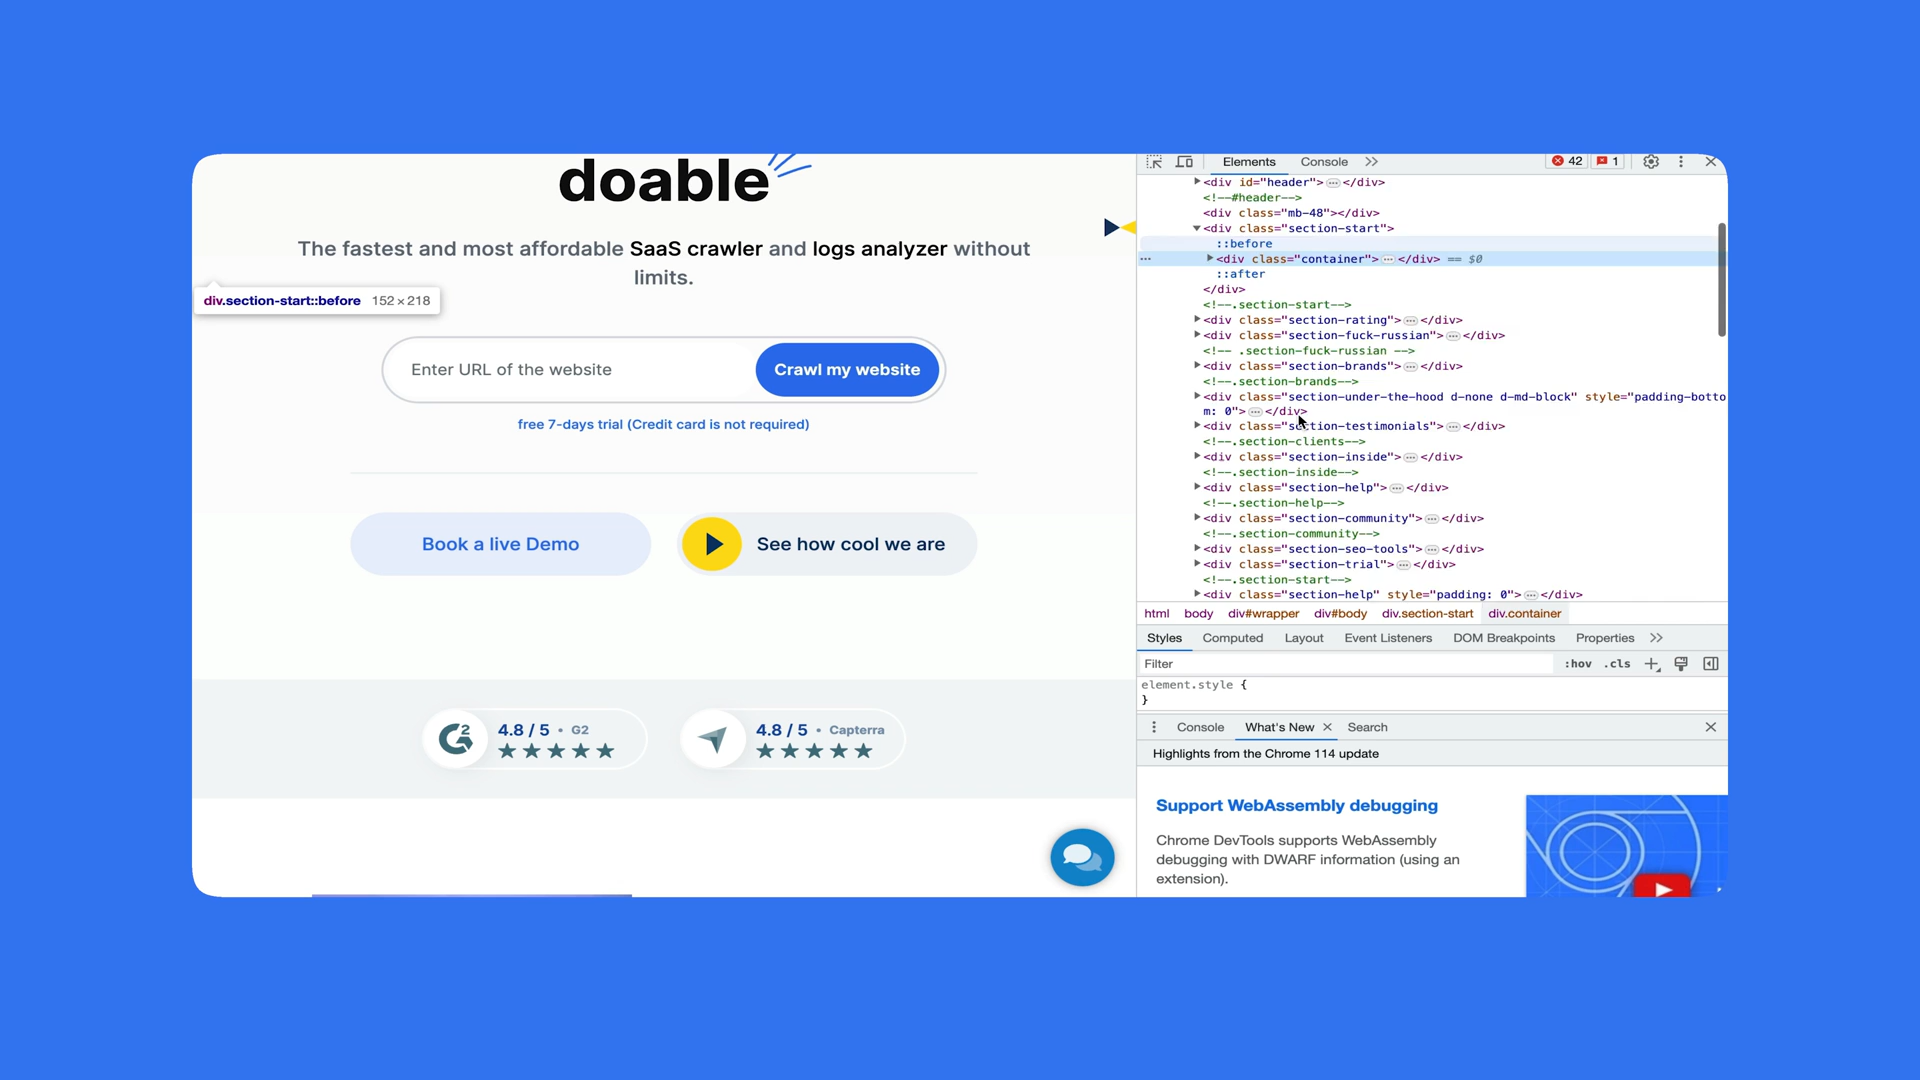 doable
The fastest and most affordable SaaS crawler and logs analyzer without
limits.
div.section-start::before 152 × 218
Enter URL of the website
Crawl my website
free 7-days trial (Credit card is not required)
Book a live Demo
See how cool we are
4.8 / 5 • G2
4.8 / 5 • Capterra
Elements Console 42 1
<div id="header">…</div>
<!--#header-->
<div class="mb-48"></div>
<div class="section-start">
::before
<div class="container">…</div> == $0
::after
</div>
<!--.section-start-->
<div class="section-rating">…</div>
<div class="section-fuck-russian">…</div>
<!-- .section-fuck-russian -->
<div class="section-brands">…</div>
<!--.section-brands-->
<div class="section-under-the-hood d-none d-md-block" style="padding-botto
m: 0">…</div>
<div class="section-testimonials">…</div>
<!--.section-clients-->
<div class="section-inside">…</div>
<!--.section-inside-->
<div class="section-help">…</div>
<!--.section-help-->
<div class="section-community">…</div>
<!--.section-community-->
<div class="section-seo-tools">…</div>
<div class="section-trial">…</div>
<!--.section-start-->
<div class="section-help" style="padding: 0">…</div>
html body div#wrapper div#body div.section-start div.container
Styles Computed Layout Event Listeners DOM Breakpoints Properties
Filter :hov .cls
element.style {
}
Console What's New Search
Highlights from the Chrome 114 update
Support WebAssembly debugging
Chrome DevTools supports WebAssembly
debugging with DWARF information (using an
extension).